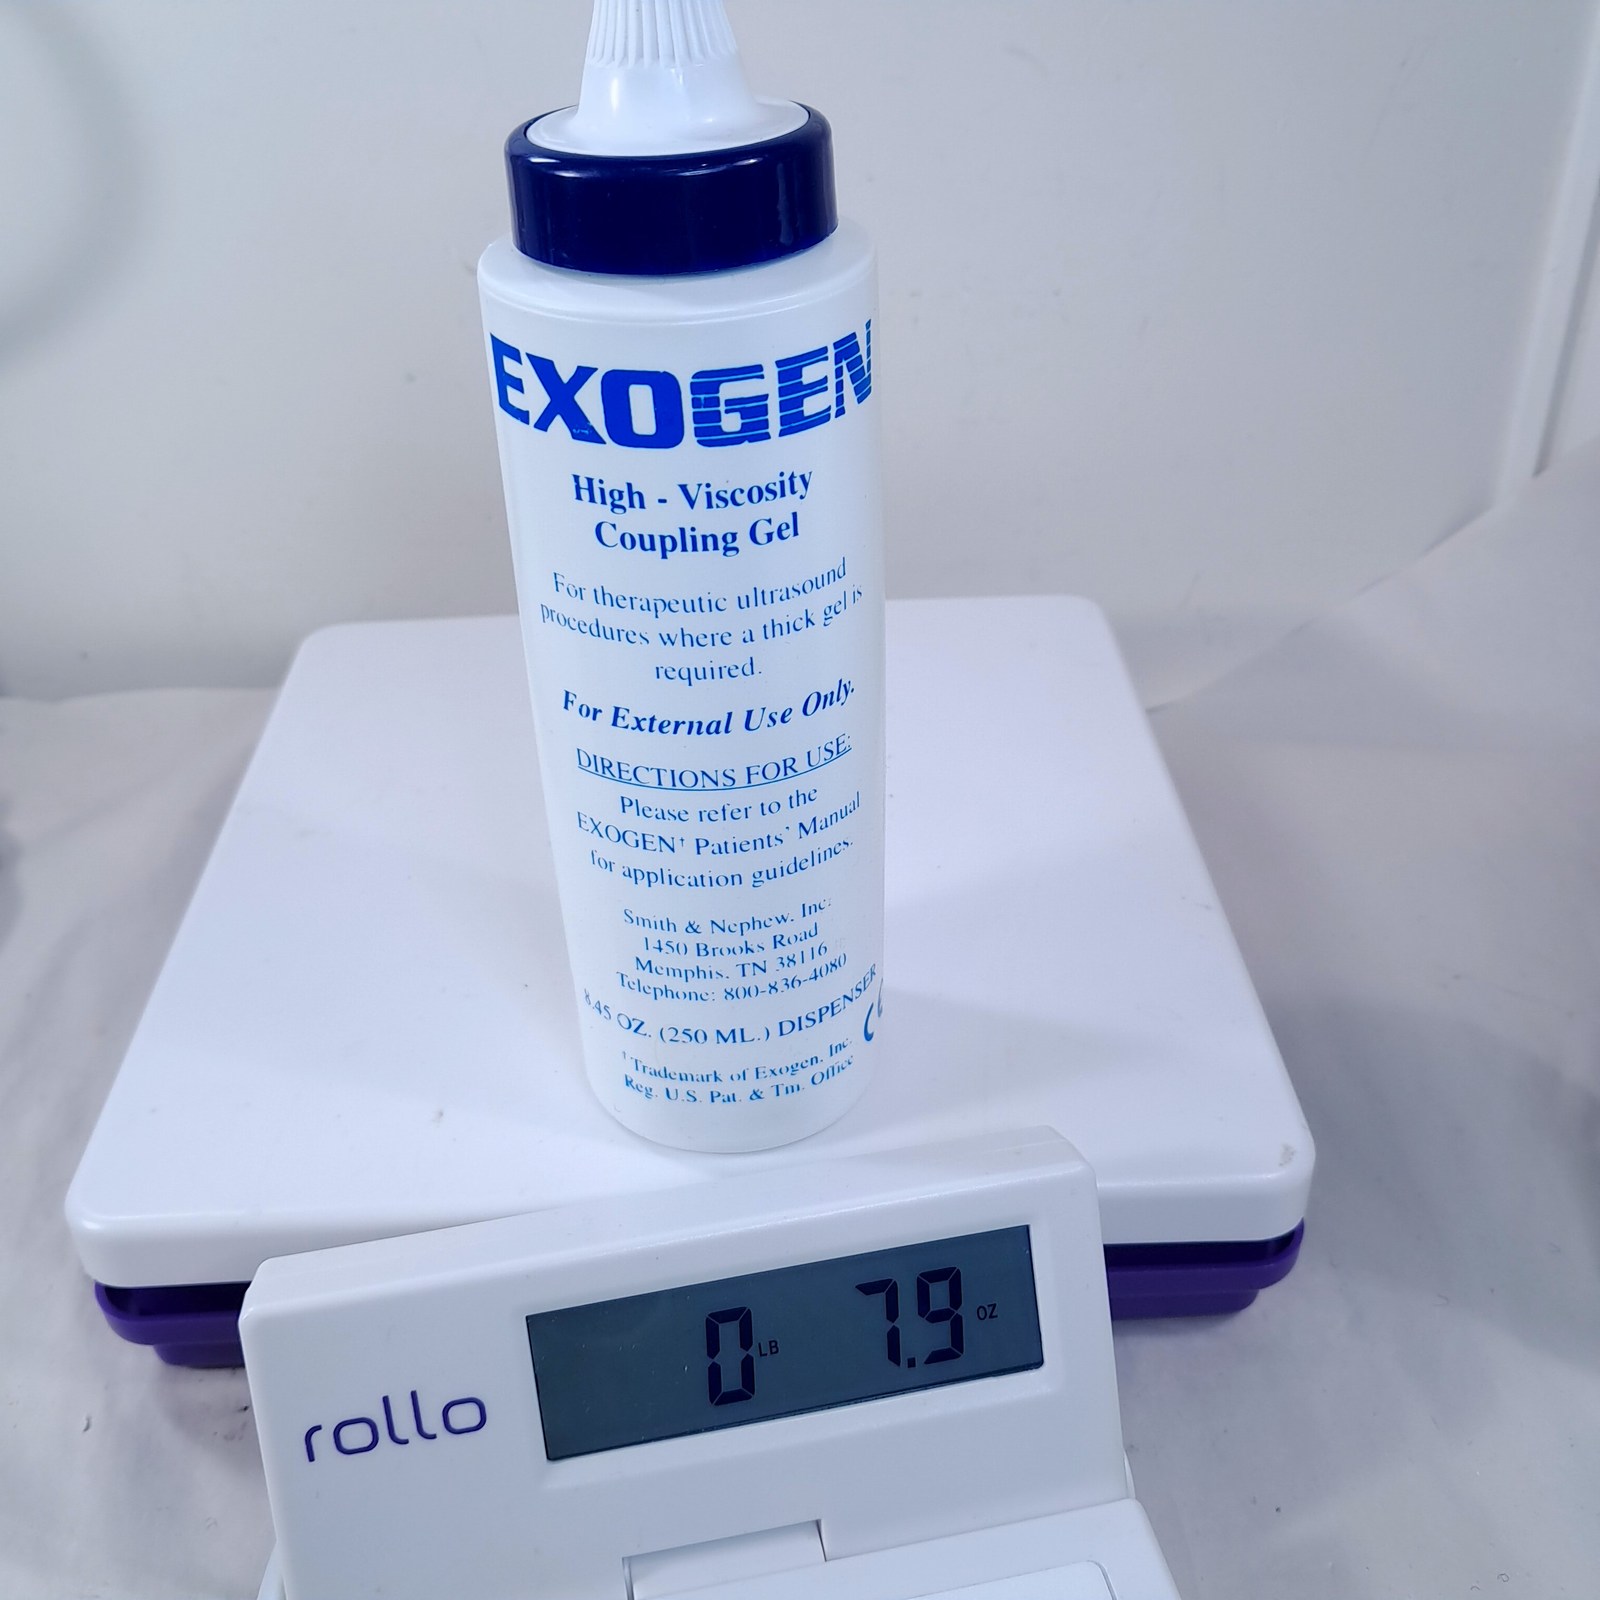 EXOGEN
High - Viscosity
Coupling Gel
For therapeutic ultrasound
procedures where a thick gel is
required.
For External Use Only.
DIRECTIONS FOR USE:
Please refer to the
EXOGEN† Patients' Manual
for application guidelines.
Smith & Nephew, Inc.
1450 Brooks Road
Memphis, TN 38116
Telephone: 800-836-4080
8.45 OZ. (250 ML.) DISPENSER
CE
†Trademark of Exogen, Inc.
Reg. U.S. Pat. & Tm. Office
0 LB 7.9 OZ
rollo